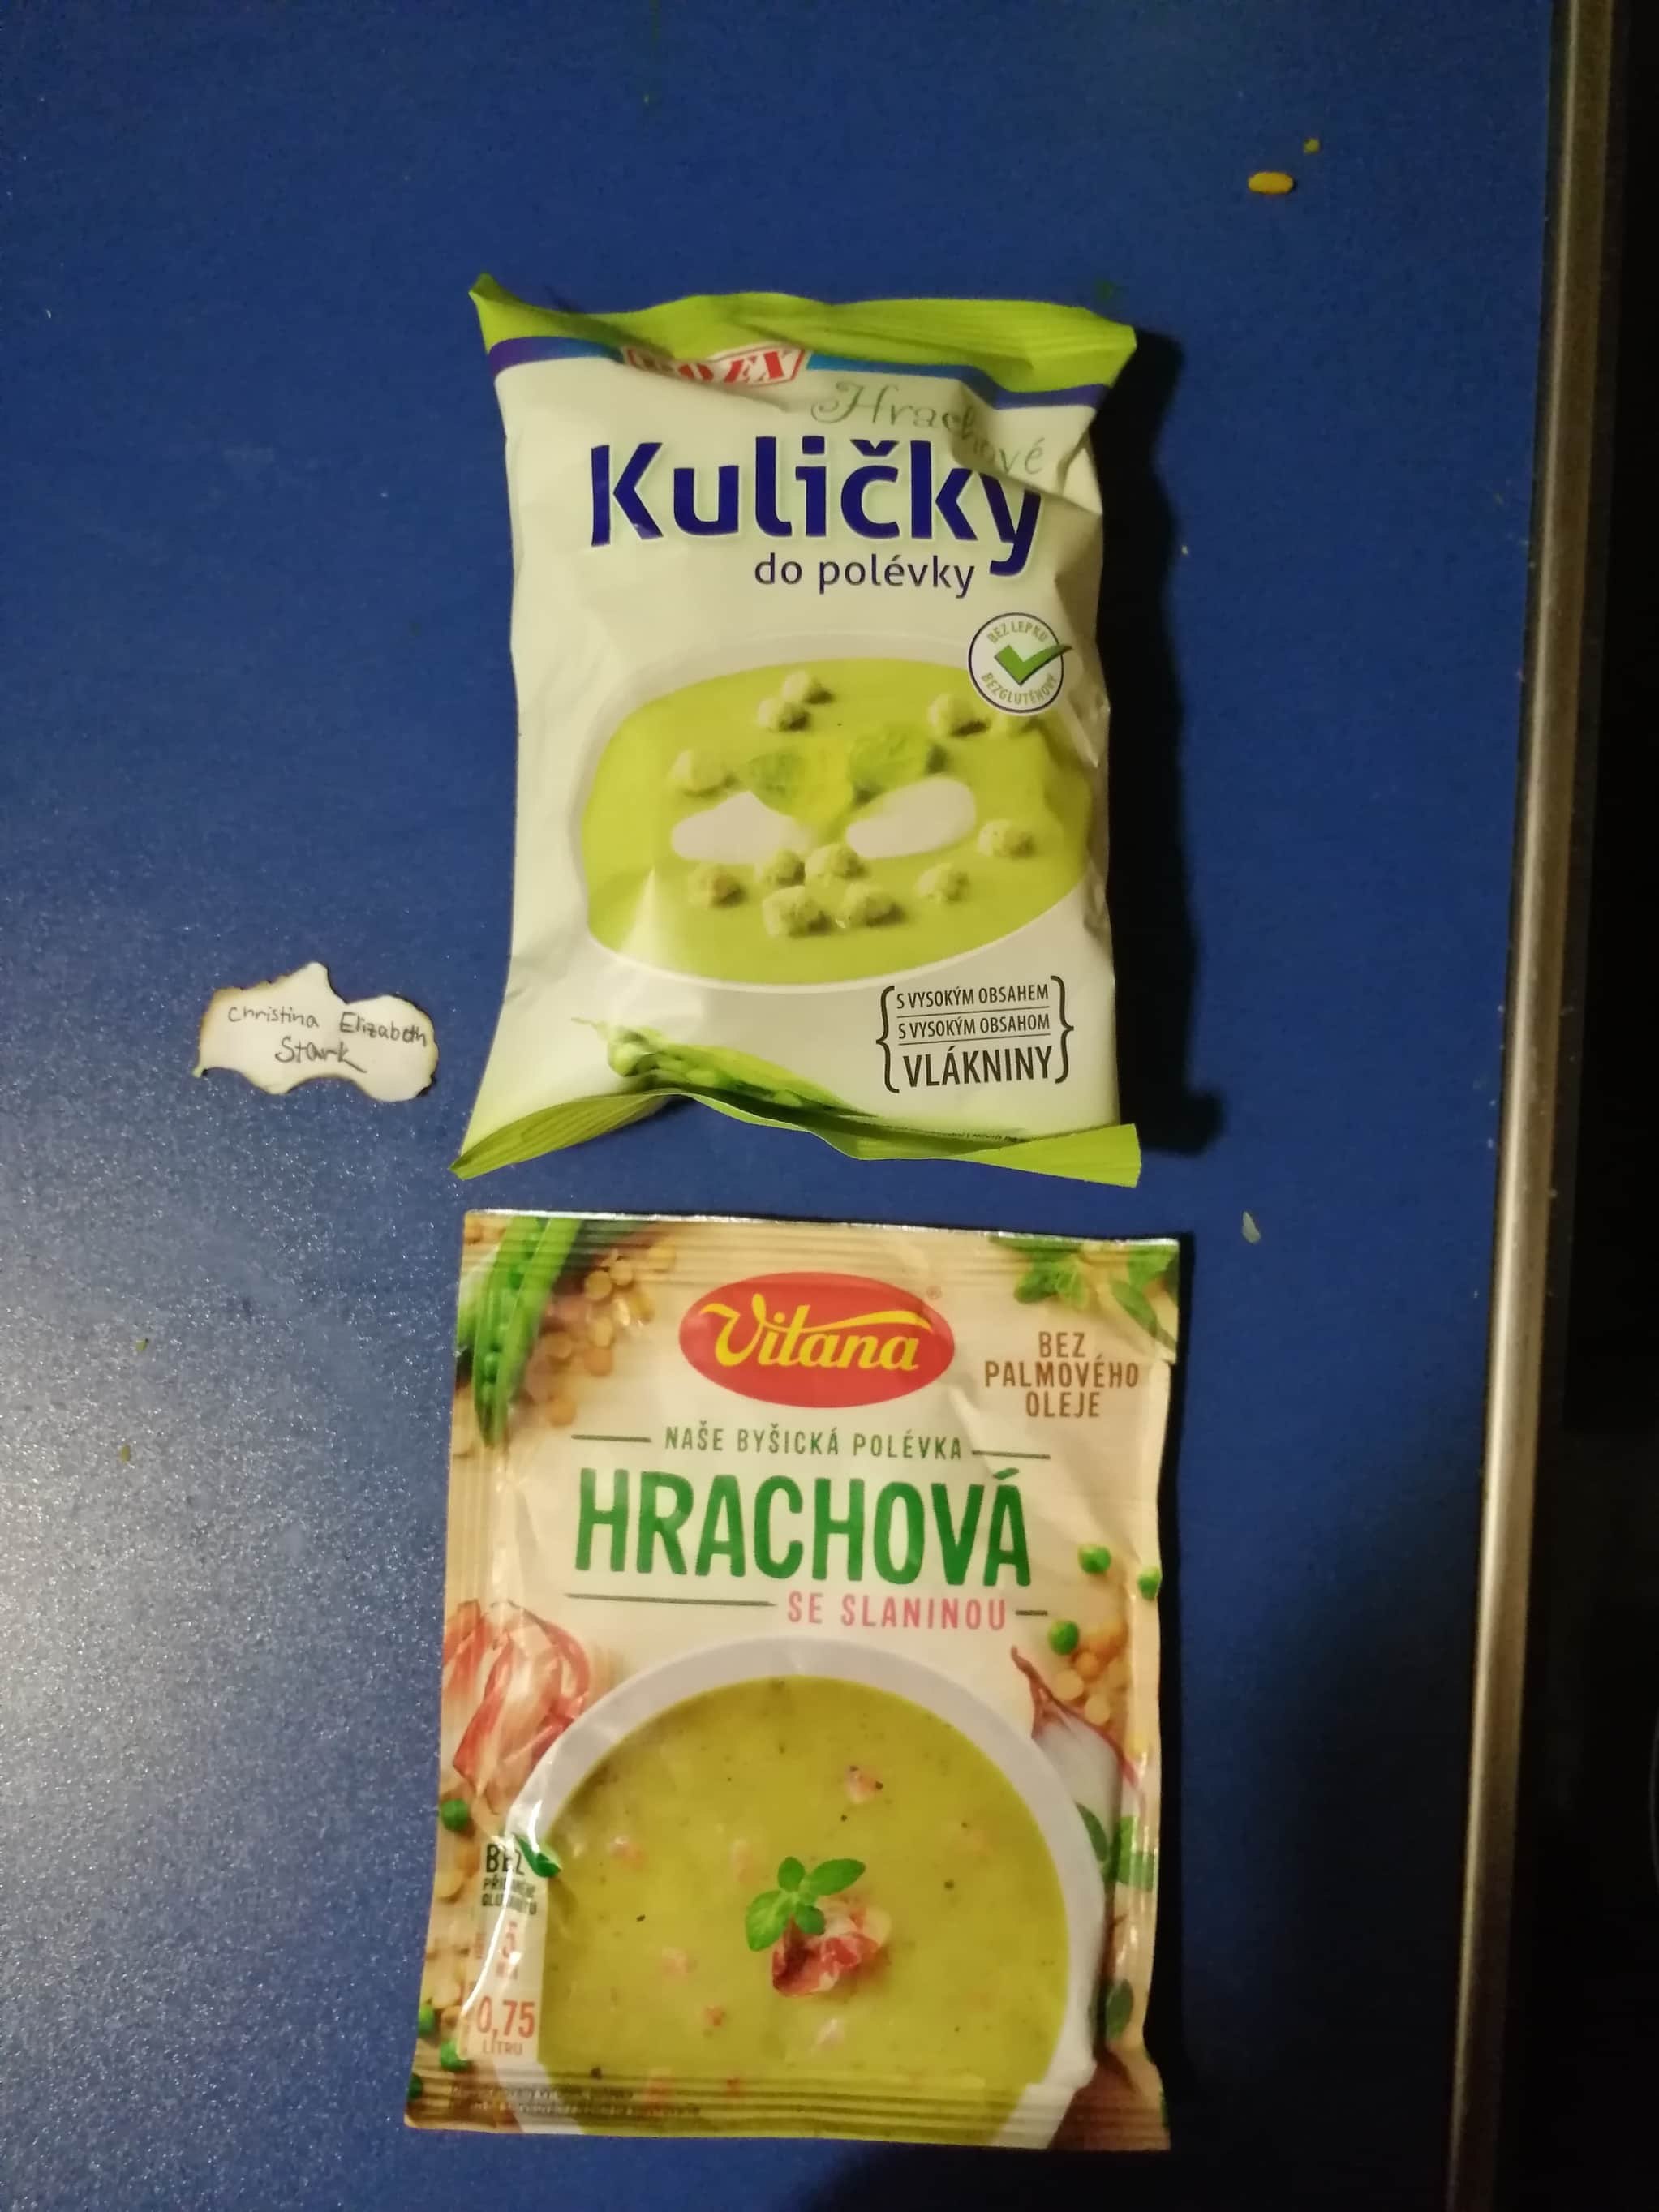 Hrachové
Kuličky
do polévky
BEZ LEPKU
BEZGLUTÉNOVÉ
S VYSOKÝM OBSAHEM
S VYSOKÝM OBSAHOM
VLÁKNINY
Christina Elizabeth
Stark
Vitana®
BEZ
PALMOVÉHO
OLEJE
NAŠE BYŠICKÁ POLÉVKA
HRACHOVÁ
SE SLANINOU
BEZ
0,75
LITRU